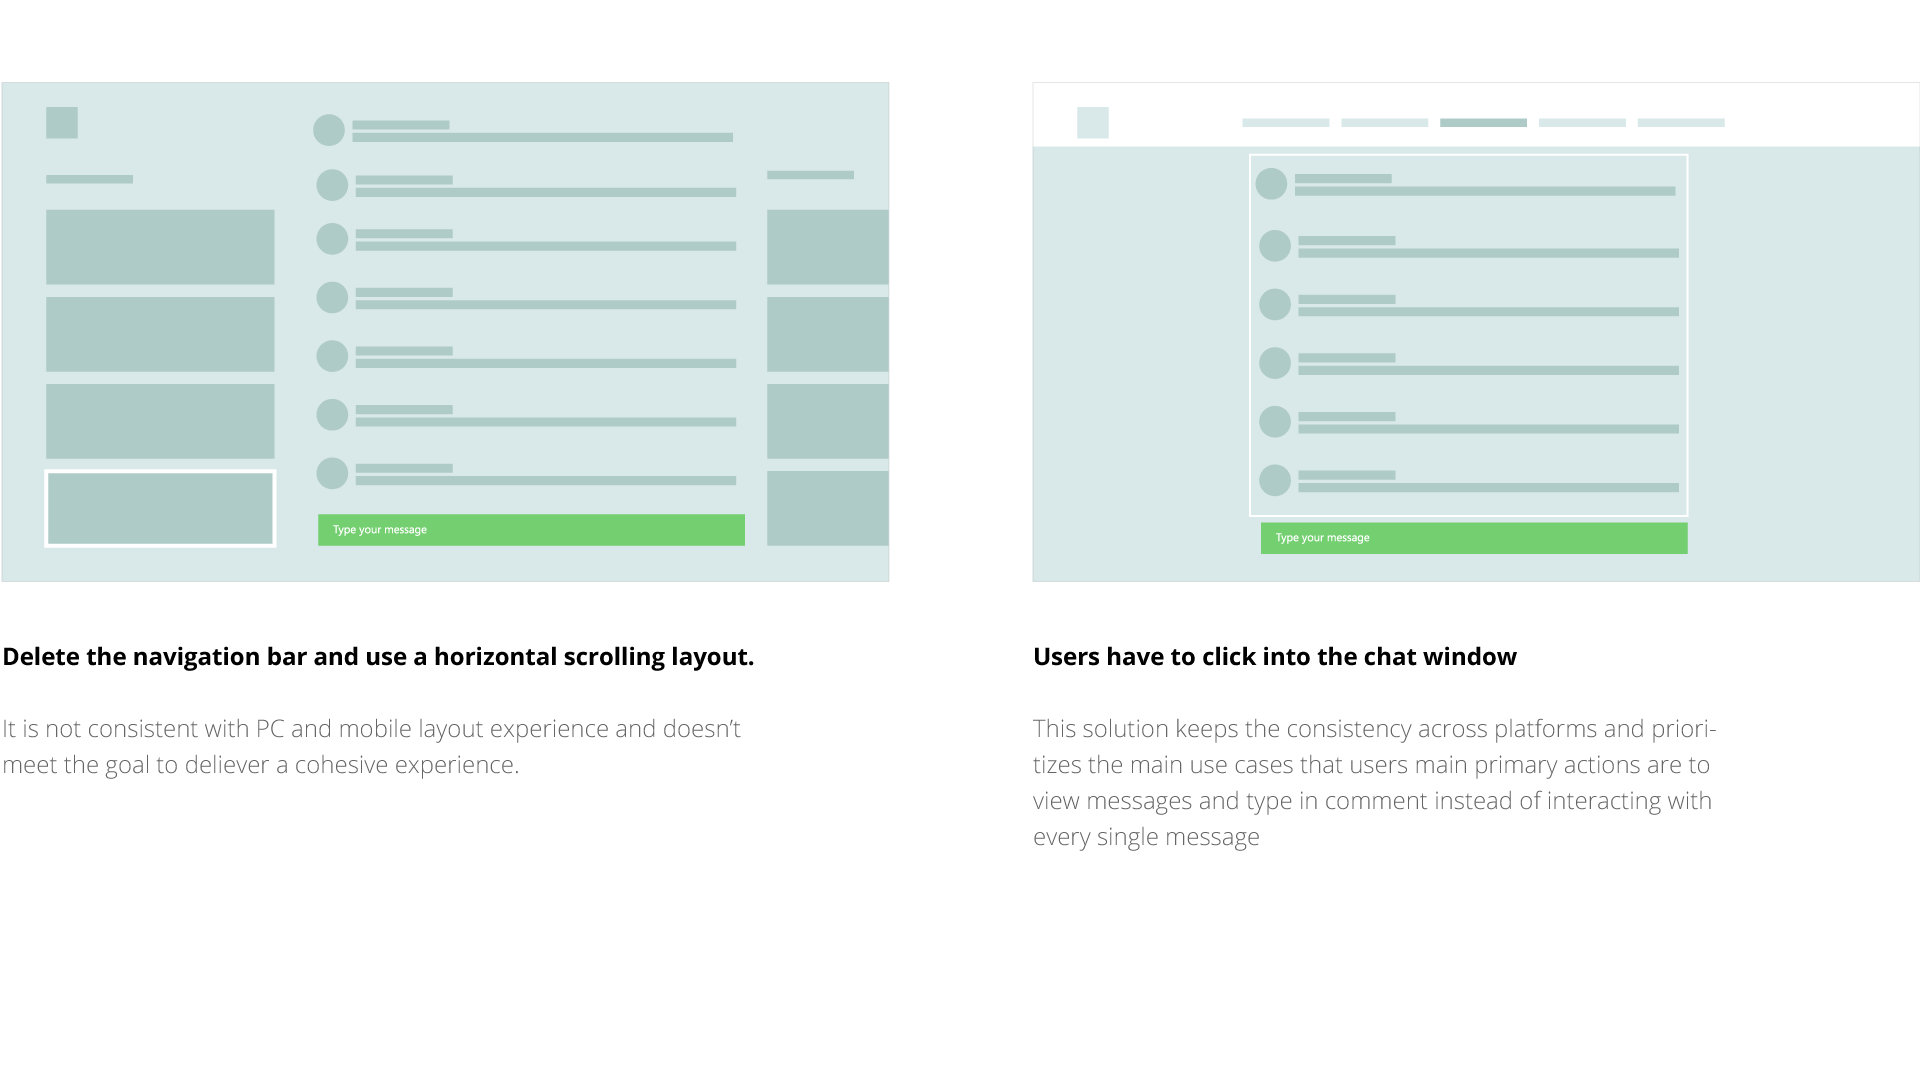 Type your message
Type your message
Delete the navigation bar and use a horizontal scrolling layout.
It is not consistent with PC and mobile layout experience and doesn’t
meet the goal to deliever a cohesive experience.
Users have to click into the chat window
This solution keeps the consistency across platforms and priori-
tizes the main use cases that users main primary actions are to
view messages and type in comment instead of interacting with
every single message